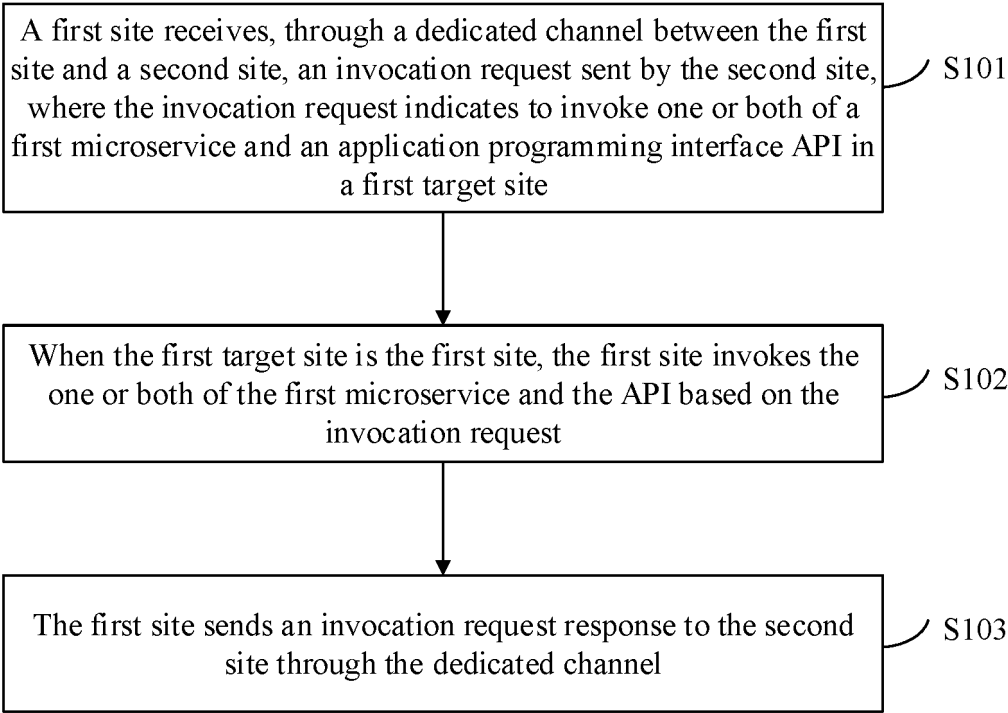 A first site receives, through a dedicated channel between the first
site and a second site, an invocation request sent by the second site,
where the invocation request indicates to invoke one or both of a
first microservice and an application programming interface API in
a first target site
S101
When the first target site is the first site, the first site invokes the
one or both of the first microservice and the API based on the
invocation request
S102
The first site sends an invocation request response to the second
site through the dedicated channel
S103